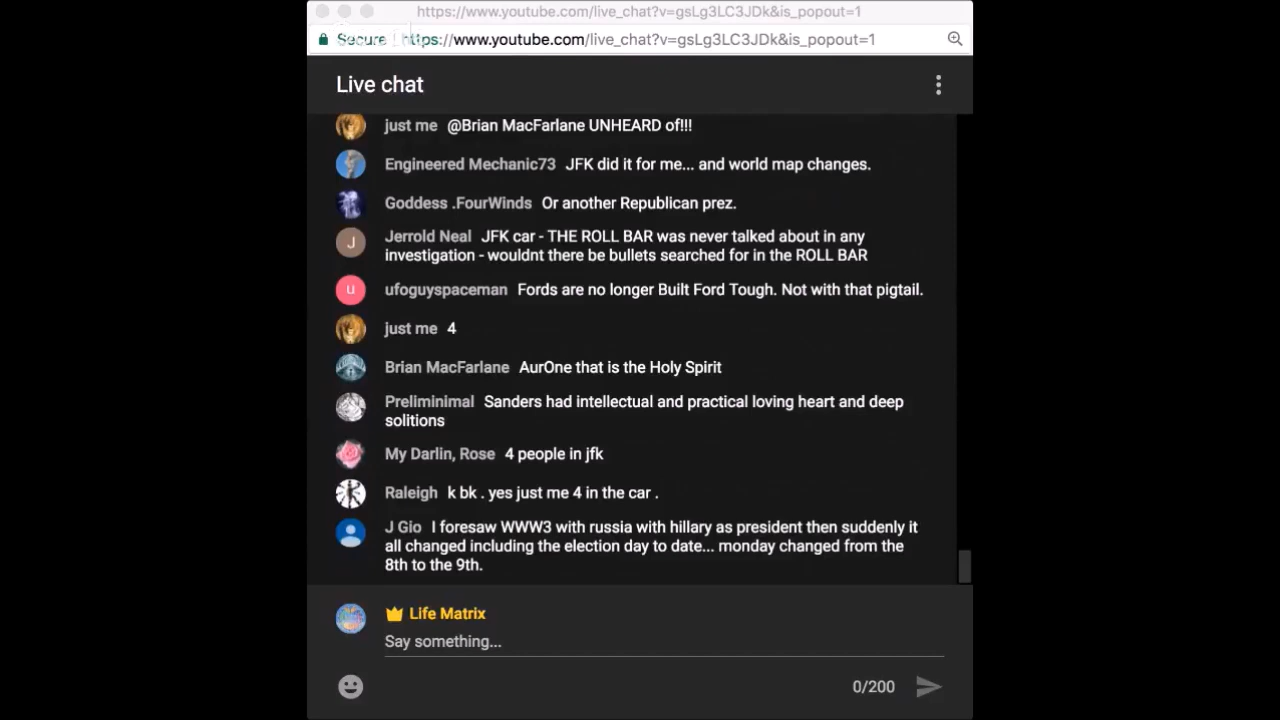 https://www.youtube.com/live_chat?v=gsLg3LC3JDk&is_popout=1
Secure https://www.youtube.com/live_chat?v=gsLg3LC3JDk&is_popout=1
Live chat
just me @Brian MacFarlane UNHEARD of!!!
Engineered Mechanic73 JFK did it for me... and world map changes.
Goddess .FourWinds Or another Republican prez.
J
Jerrold Neal JFK car - THE ROLL BAR was never talked about in any
investigation - wouldnt there be bullets searched for in the ROLL BAR
u
ufoguyspaceman Fords are no longer Built Ford Tough. Not with that pigtail.
just me 4
Brian MacFarlane AurOne that is the Holy Spirit
Preliminimal Sanders had intellectual and practical loving heart and deep
solitions
My Darlin, Rose 4 people in jfk
Raleigh k bk . yes just me 4 in the car .
J Gio I foresaw WWW3 with russia with hillary as president then suddenly it
all changed including the election day to date... monday changed from the
8th to the 9th.
Life Matrix
Say something...
0/200